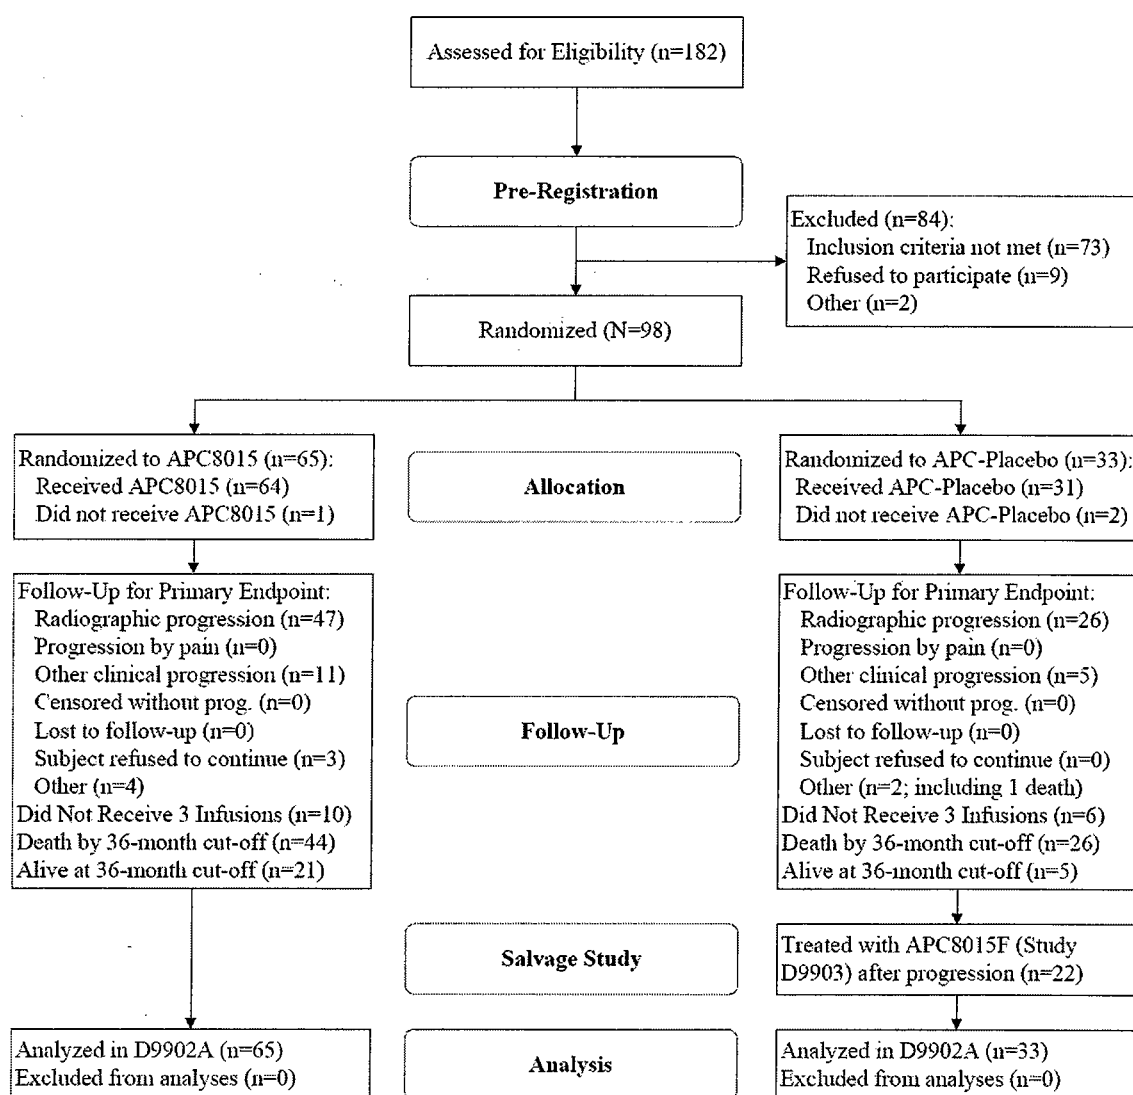 Assessed for Eligibility (n=182)
Pre-Registration
Excluded (n=84):
Inclusion criteria not met (n=73)
Refused to participate (n=9)
Other (n=2)
Randomized (N=98)
Randomized to APC8015 (n=65):
Received APC8015 (n=64)
Did not receive APC8015 (n=1)
Allocation
Randomized to APC-Placebo (n=33):
Received APC-Placebo (n=31)
Did not receive APC-Placebo (n=2)
Follow-Up for Primary Endpoint:
Radiographic progression (n=47)
Progression by pain (n=0)
Other clinical progression (n=11)
Censored without prog. (n=0)
Lost to follow-up (n=0)
Subject refused to continue (n=3)
Other (n=4)
Did Not Receive 3 Infusions (n=10)
Death by 36-month cut-off (n=44)
Alive at 36-month cut-off (n=21)
Follow-Up
Follow-Up for Primary Endpoint:
Radiographic progression (n=26)
Progression by pain (n=0)
Other clinical progression (n=5)
Censored without prog. (n=0)
Lost to follow-up (n=0)
Subject refused to continue (n=0)
Other (n=2; including 1 death)
Did Not Receive 3 Infusions (n=6)
Death by 36-month cut-off (n=26)
Alive at 36-month cut-off (n=5)
Salvage Study
Treated with APC8015F (Study
D9903) after progression (n=22)
Analyzed in D9902A (n=65)
Excluded from analyses (n=0)
Analysis
Analyzed in D9902A (n=33)
Excluded from analyses (n=0)